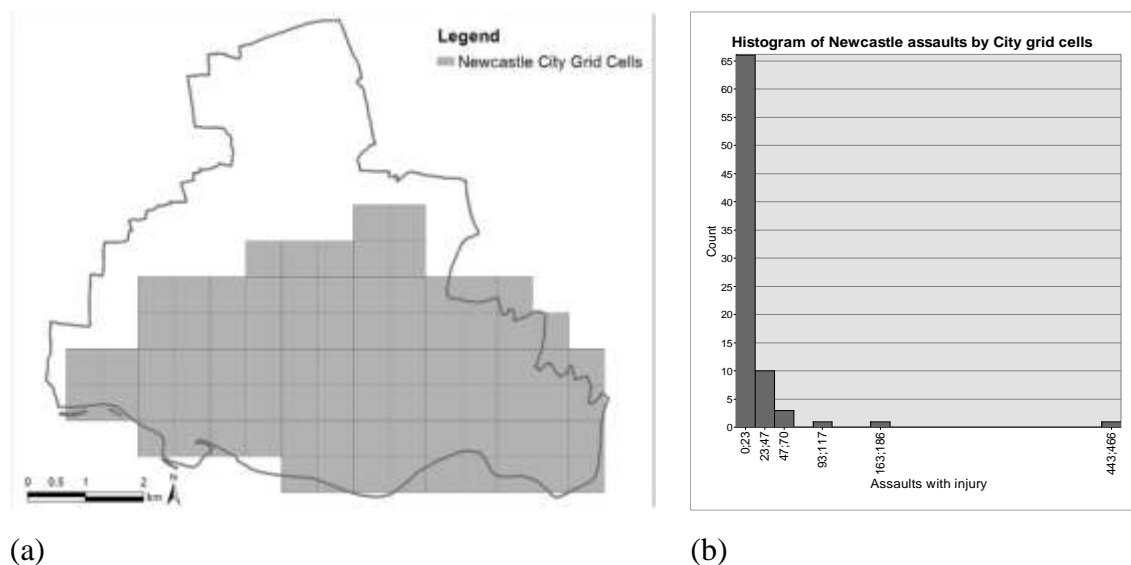 Legend
Newcastle City Grid Cells
0 0.5 1 2
km
N
(a)
Histogram of Newcastle assaults by City grid cells
Count
65
60
55
50
45
40
35
30
25
20
15
10
5
0
0;23
23;47
47;70
93;117
163;186
443;466
Assaults with injury
(b)